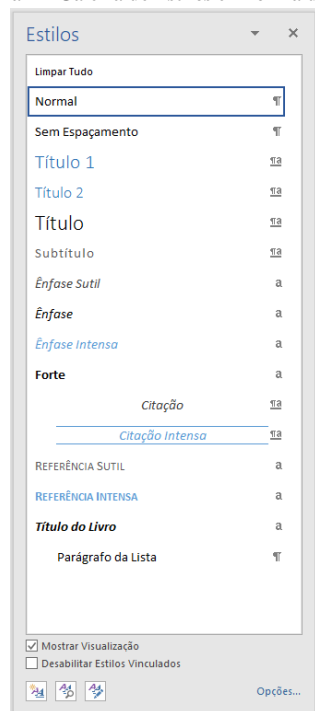 Estilos
Limpar Tudo
Normal ¶
Sem Espaçamento ¶
Título 1 ¶a
Título 2 ¶a
Título ¶a
Subtítulo ¶a
Ênfase Sutil a
Ênfase a
Ênfase Intensa a
Forte a
Citação ¶a
Citação Intensa ¶a
REFERÊNCIA SUTIL a
REFERÊNCIA INTENSA a
Título do Livro a
Parágrafo da Lista ¶
Mostrar Visualização
Desabilitar Estilos Vinculados
Opções...